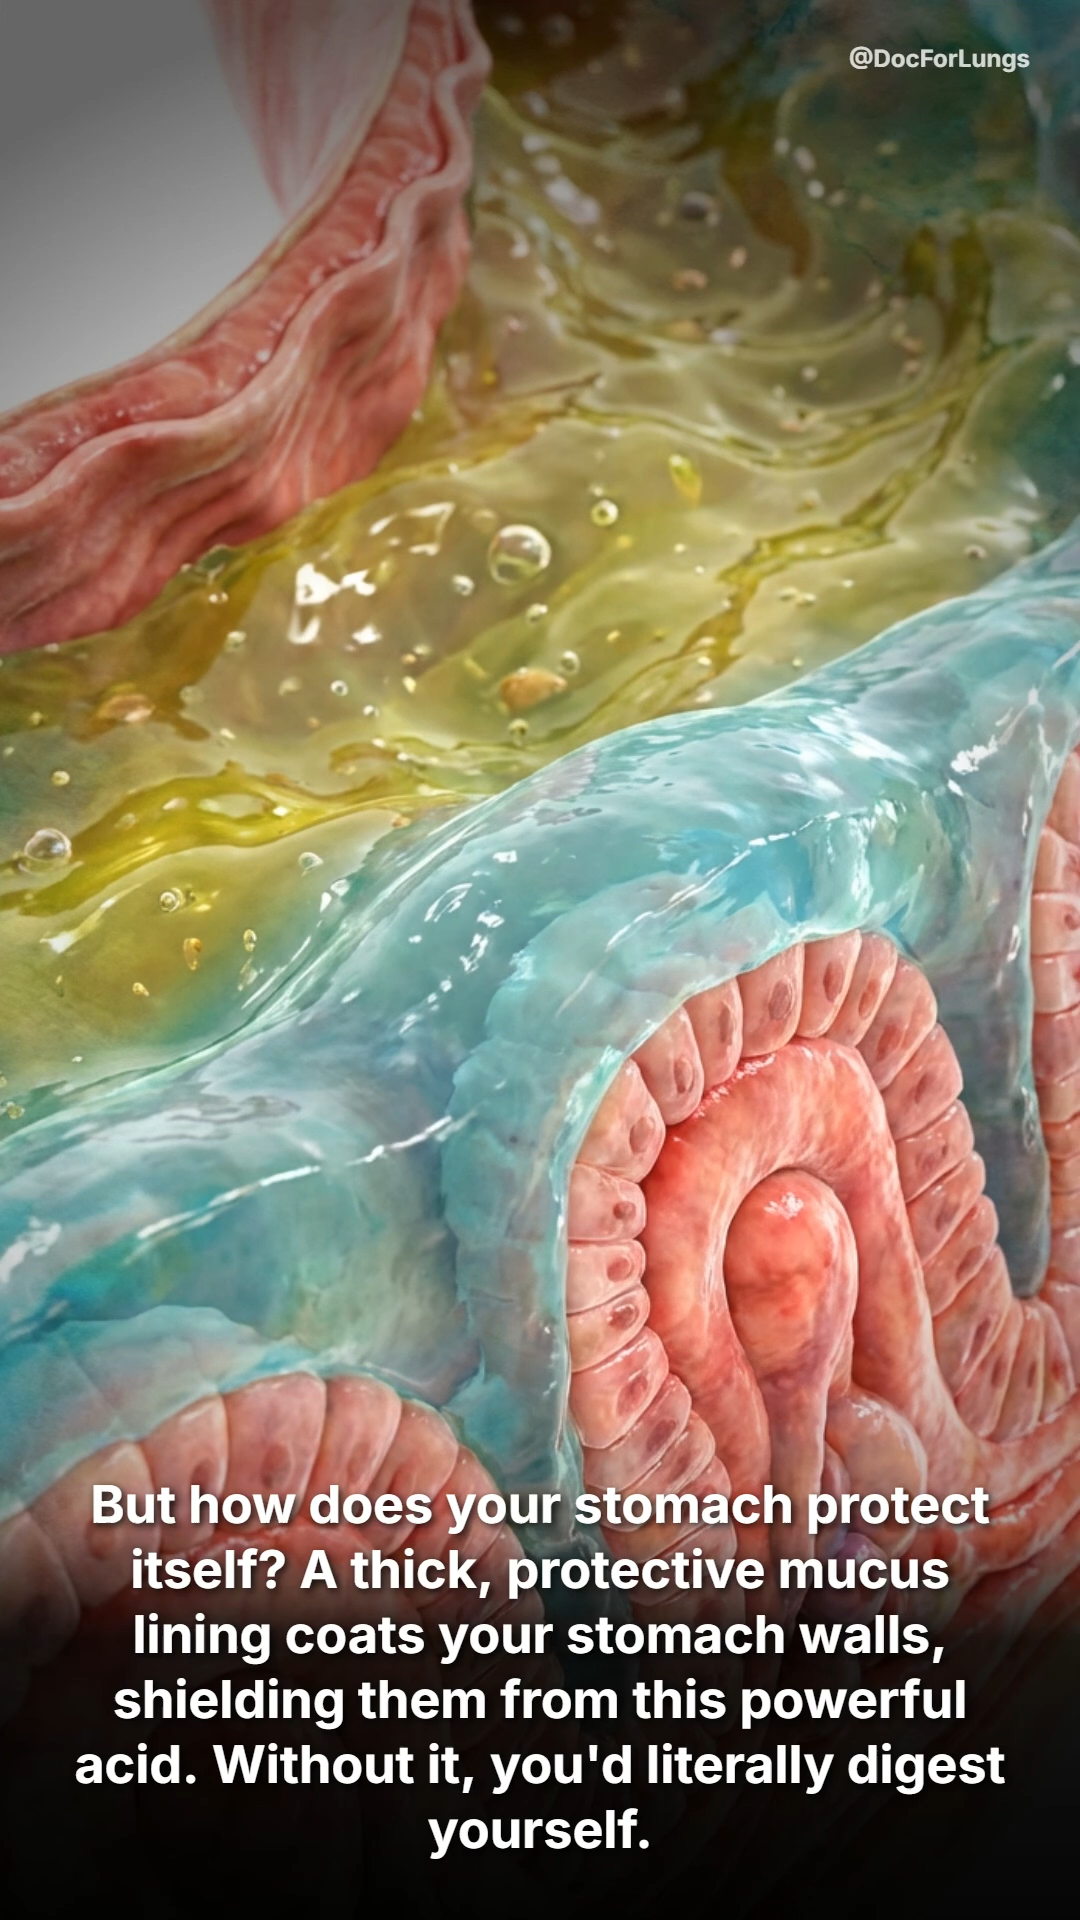 @DocForLungs
But how does your stomach protect
itself? A thick, protective mucus
lining coats your stomach walls,
shielding them from this powerful
acid. Without it, you'd literally digest
yourself.